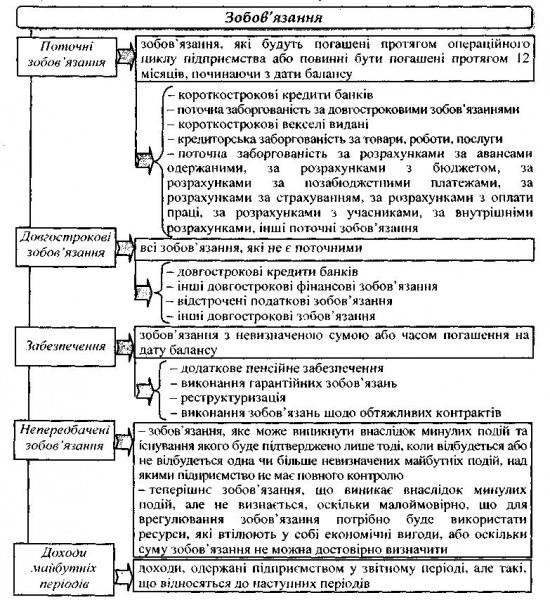 Зобов'язання
Поточні
зобов'язання
зобов'язання, які будуть погашені протягом операційного
циклу підприємства або повинні бути погашені протягом 12
місяців, починаючи з дати балансу
– короткострокові кредити банків
– поточна заборгованість за довгостроковими зобов'язаннями
– короткострокові векселі видані
– кредиторська заборгованість за товари, роботи, послуги
– поточна заборгованість за розрахунками за авансами
одержаними, за розрахунками з бюджетом, за
розрахунками за позабюджетними платежами, за
розрахунками за страхуванням, за розрахунками з оплати
праці, за розрахунками з учасниками, за внутрішніми
розрахунками, інші поточні зобов'язання
Довгострокові
зобов'язання
всі зобов'язання, які не є поточними
– довгострокові кредити банків
– інші довгострокові фінансові зобов'язання
– відстрочені податкові зобов'язання
– інші довгострокові зобов'язання
Забезпечення
зобов'язання з невизначеною сумою або часом погашення на
дату балансу
– додаткове пенсійне забезпечення
– виконання гарантійних зобов'язань
– реструктуризація
– виконання зобов'язань щодо обтяжливих контрактів
Непередбачені
зобов'язання
– зобов'язання, яке може виникнути внаслідок минулих подій та
існування якого буде підтверджено лише тоді, коли відбудеться або
не відбудеться одна чи більше невизначених майбутніх подій, над
якими підприємство не має повного контролю
– теперішнє зобов'язання, що виникає внаслідок минулих
подій, але не визнається, оскільки малоймовірно, що для
врегулювання зобов'язання потрібно буде використати
ресурси, які втілюють у собі економічні вигоди, або оскільки
суму зобов'язання не можна достовірно визначити
Доходи
майбутніх
періодів
доходи, одержані підприємством у звітному періоді, але такі,
що відносяться до наступних періодів